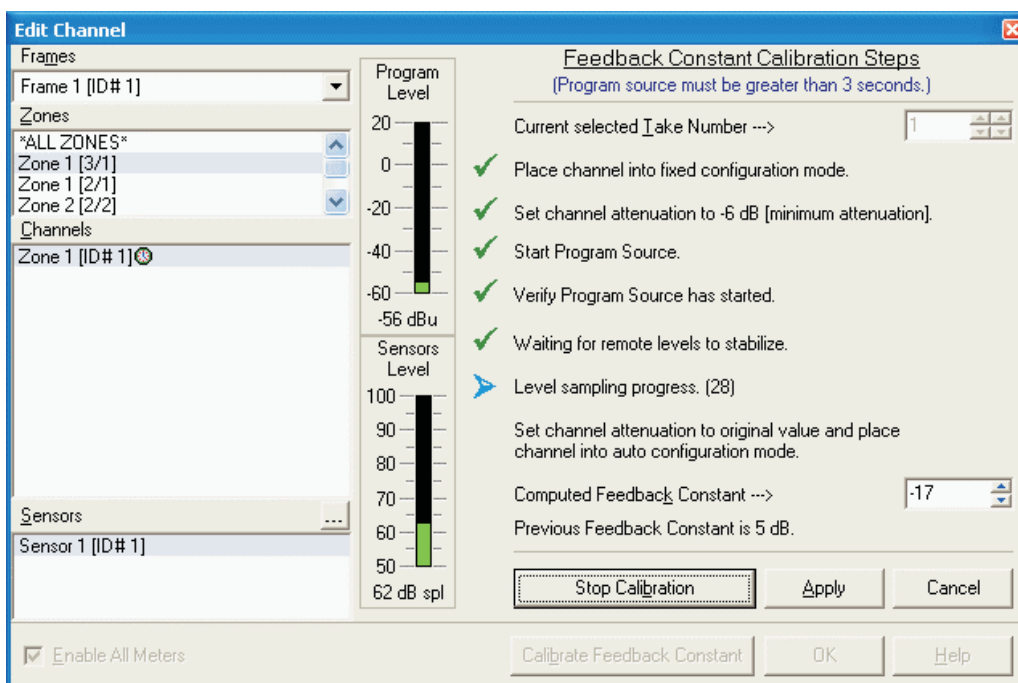 Edit Channel
Frames
Frame 1 [ID# 1]
Zones
*ALL ZONES*
Zone 1 [3/1]
Zone 1 [2/1]
Zone 2 [2/2]
Channels
Zone 1 [ID# 1]
Sensors
...
Sensor 1 [ID# 1]
Enable All Meters
Program
Level
20
0
-20
-40
-60
-56 dBu
Sensors
Level
100
90
80
70
60
50
62 dB spl
Feedback Constant Calibration Steps
(Program source must be greater than 3 seconds.)
Current selected Take Number --->
1
Place channel into fixed configuration mode.
Set channel attenuation to -6 dB [minimum attenuation].
Start Program Source.
Verify Program Source has started.
Waiting for remote levels to stabilize.
Level sampling progress. (28)
Set channel attenuation to original value and place
channel into auto configuration mode.
Computed Feedback Constant --->
-17
Previous Feedback Constant is 5 dB.
Stop Calibration
Apply
Cancel
Calibrate Feedback Constant
OK
Help